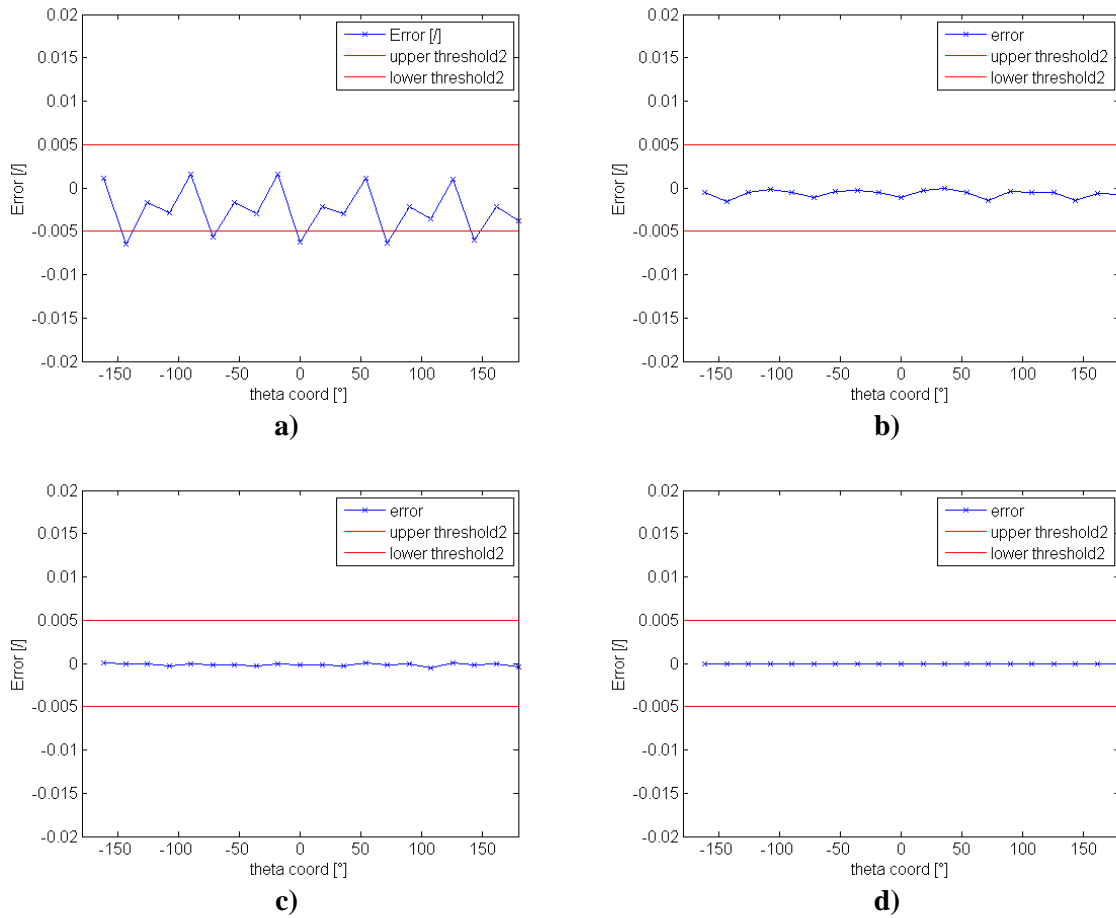 0.02
0.015
0.01
0.005
0
-0.005
-0.01
-0.015
-0.02
Error [/]
-150 -100 -50 0 50 100 150
theta coord [°]
Error [/]
upper threshold2
lower threshold2
a)
0.02
0.015
0.01
0.005
0
-0.005
-0.01
-0.015
-0.02
Error [/]
-150 -100 -50 0 50 100 150
theta coord [°]
error
upper threshold2
lower threshold2
b)
0.02
0.015
0.01
0.005
0
-0.005
-0.01
-0.015
-0.02
Error [/]
-150 -100 -50 0 50 100 150
theta coord [°]
error
upper threshold2
lower threshold2
c)
0.02
0.015
0.01
0.005
0
-0.005
-0.01
-0.015
-0.02
Error [/]
-150 -100 -50 0 50 100 150
theta coord [°]
error
upper threshold2
lower threshold2
d)